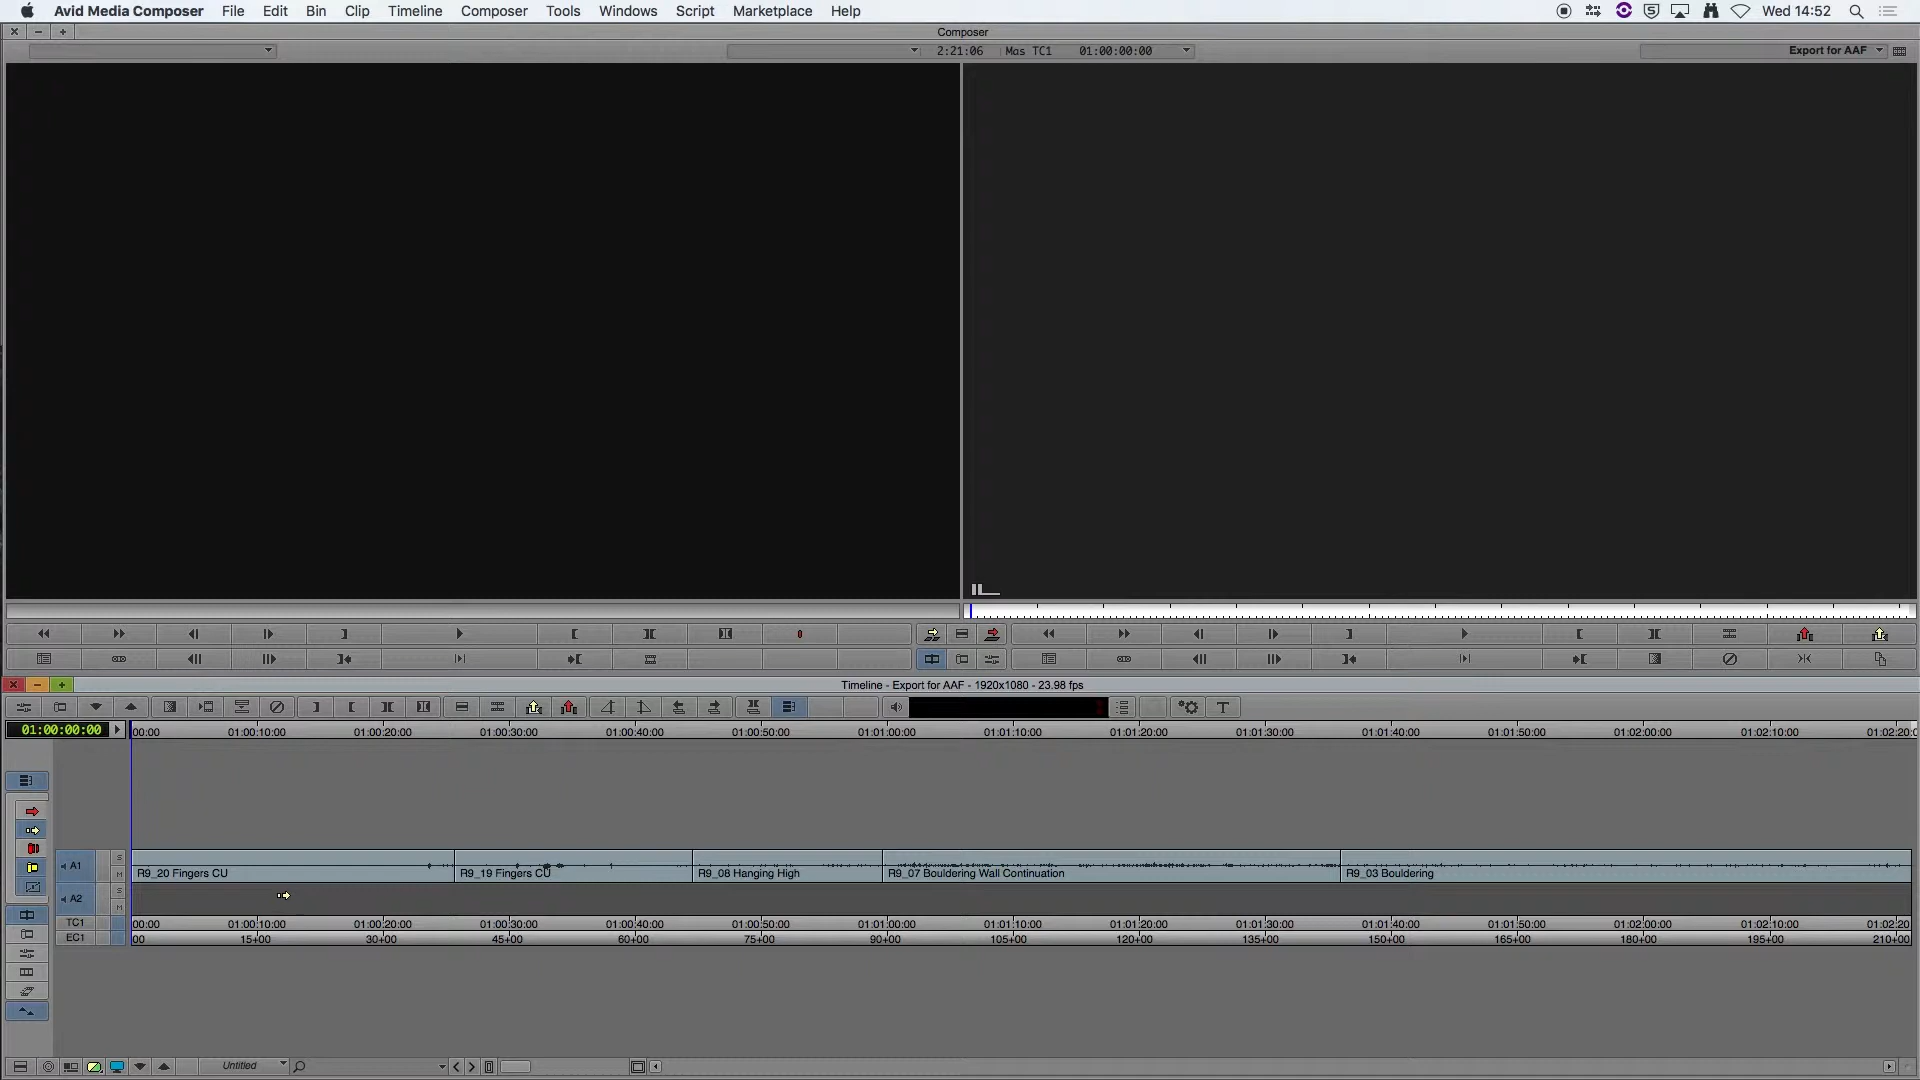 Avid Media Composer File Edit Bin Clip Timeline Composer Tools Windows Script Marketplace Help Wed 14:52
Composer
2:21:06 Mas TC1 01:00:00:00 Export for AAF
Timeline - Export for AAF - 1920x1080 - 23.98 fps
T
01:00:00:00 00:00 01:00:10:00 01:00:20:00 01:00:30:00 01:00:40:00 01:00:50:00 01:01:00:00 01:01:10:00 01:01:20:00 01:01:30:00 01:01:40:00 01:01:50:00 01:02:00:00 01:02:10:00 01:02:20:0
S
A1
M
R9_20 Fingers CU R9_19 Fingers CU R9_08 Hanging High R9_07 Bouldering Wall Continuation R9_03 Bouldering
S
A2
M
TC1 00:00 01:00:10:00 01:00:20:00 01:00:30:00 01:00:40:00 01:00:50:00 01:01:00:00 01:01:10:00 01:01:20:00 01:01:30:00 01:01:40:00 01:01:50:00 01:02:00:00 01:02:10:00 01:02:20
EC1 00 15+00 30+00 45+00 60+00 75+00 90+00 105+00 120+00 135+00 150+00 165+00 180+00 195+00 210+00
Untitled